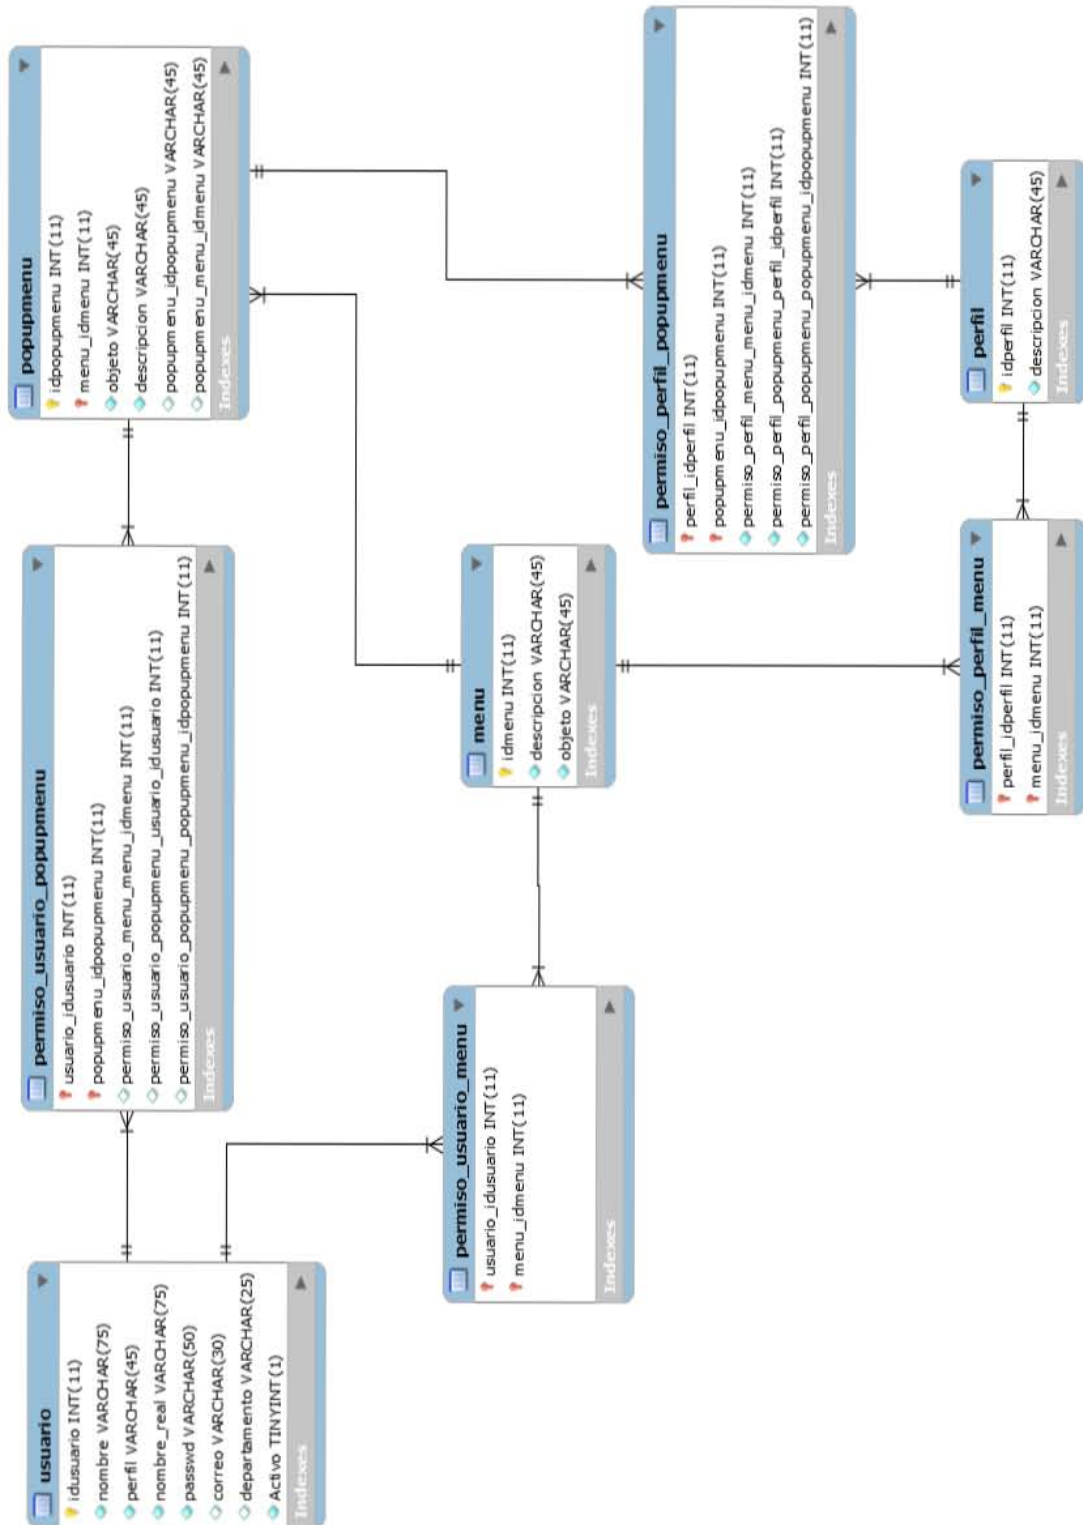 usuario
idusuario INT(11)
nombre VARCHAR(75)
perfil VARCHAR(45)
nombre_real VARCHAR(75)
passwd VARCHAR(50)
correo VARCHAR(30)
departamento VARCHAR(25)
Activo TINYINT(1)
Indexes
permiso_usuario_popupmenu
usuario_idusuario INT(11)
popupmenu_idpopupmenu INT(11)
permiso_usuario_menu_menu_idmenu INT(11)
permiso_usuario_popupmenu_usuario_idusuario INT(11)
permiso_usuario_popupmenu_popupmenu_idpopupmenu INT(11)
Indexes
popupmenu
idpopupmenu INT(11)
menu_idmenu INT(11)
objeto VARCHAR(45)
descripcion VARCHAR(45)
popupmenu_idpopupmenu VARCHAR(45)
popupmenu_menu_idmenu VARCHAR(45)
Indexes
permiso_usuario_menu
usuario_idusuario INT(11)
menu_idmenu INT(11)
Indexes
menu
idmenu INT(11)
descripcion VARCHAR(45)
objeto VARCHAR(45)
Indexes
permiso_perfil_popupmenu
perfil_idperfil INT(11)
popupmenu_idpopupmenu INT(11)
permiso_perfil_menu_menu_idmenu INT(11)
permiso_perfil_popupmenu_perfil_idperfil INT(11)
permiso_perfil_popupmenu_popupmenu_idpopupmenu INT(11)
Indexes
permiso_perfil_menu
perfil_idperfil INT(11)
menu_idmenu INT(11)
Indexes
perfil
idperfil INT(11)
descripcion VARCHAR(45)
Indexes